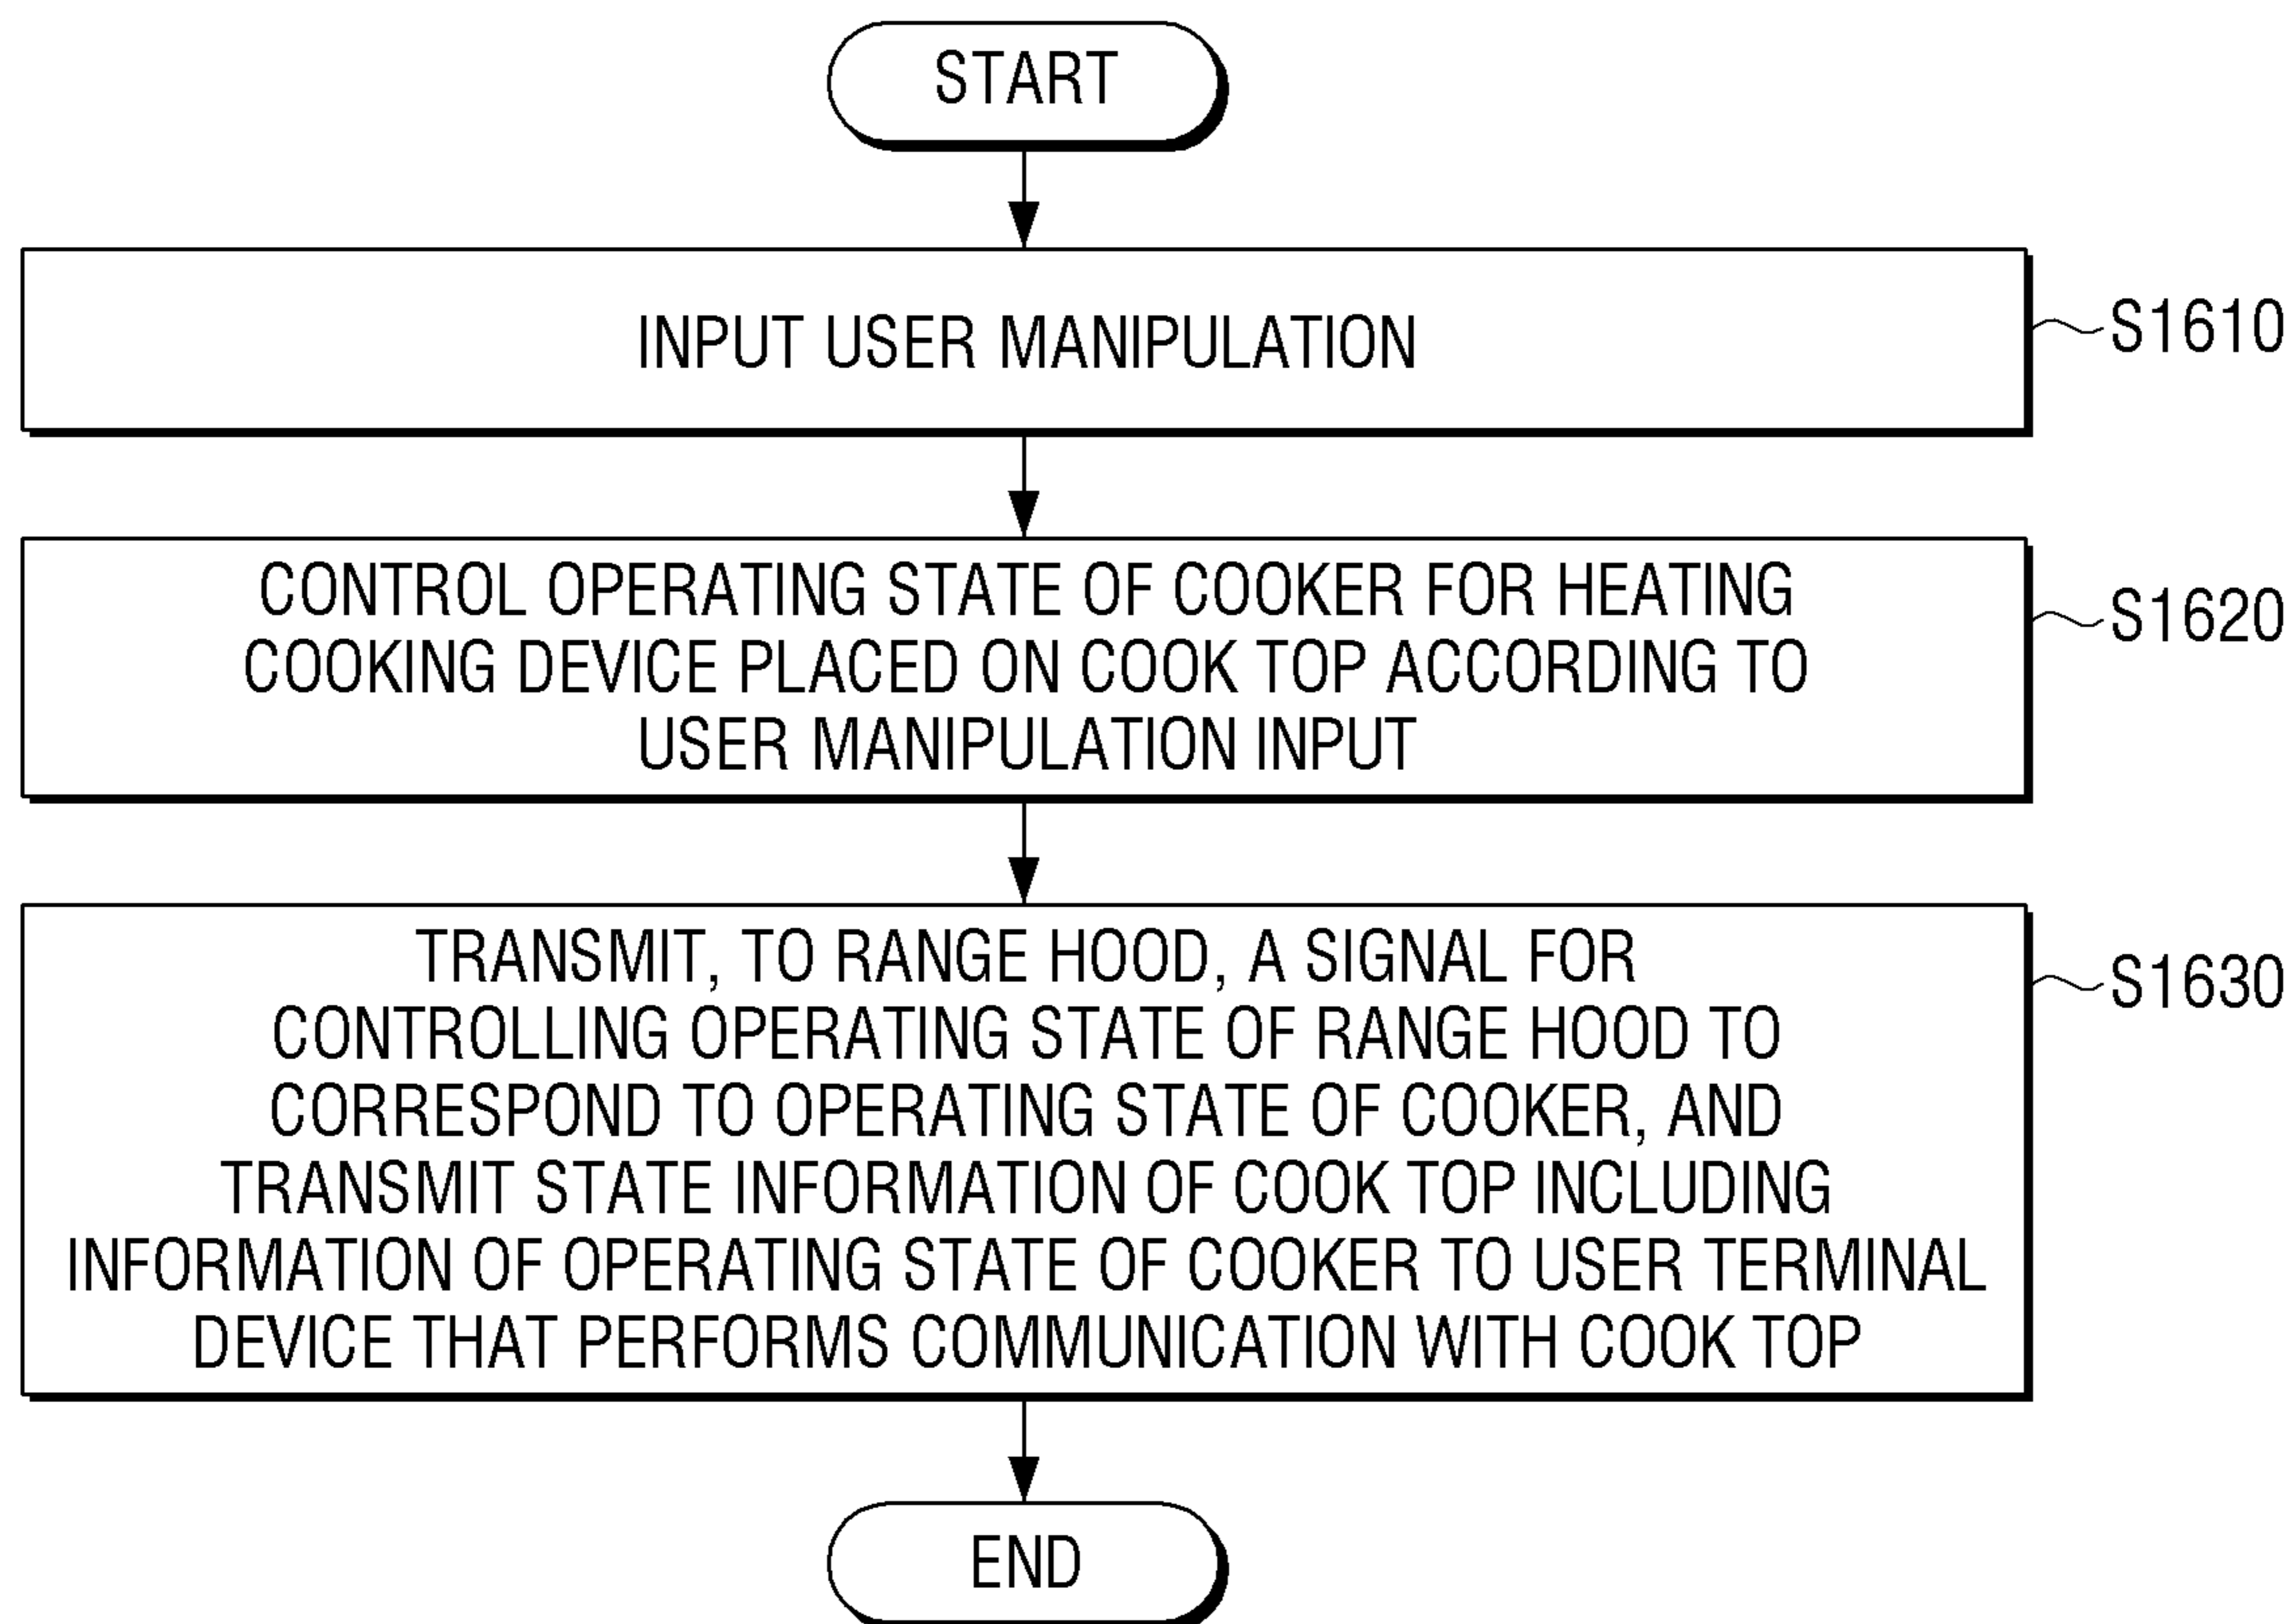 START
INPUT USER MANIPULATION
S1610
CONTROL OPERATING STATE OF COOKER FOR HEATING
COOKING DEVICE PLACED ON COOK TOP ACCORDING TO
USER MANIPULATION INPUT
S1620
TRANSMIT, TO RANGE HOOD, A SIGNAL FOR
CONTROLLING OPERATING STATE OF RANGE HOOD TO
CORRESPOND TO OPERATING STATE OF COOKER, AND
TRANSMIT STATE INFORMATION OF COOK TOP INCLUDING
INFORMATION OF OPERATING STATE OF COOKER TO USER TERMINAL
DEVICE THAT PERFORMS COMMUNICATION WITH COOK TOP
S1630
END